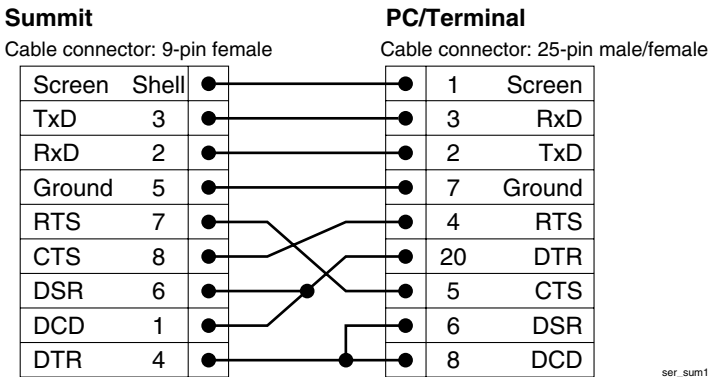 Summit PC/Terminal
Cable connector: 9-pin female Cable connector: 25-pin male/female
Screen Shell 1 Screen
TxD 3 3 RxD
RxD 2 2 TxD
Ground 5 7 Ground
RTS 7 4 RTS
CTS 8 20 DTR
DSR 6 5 CTS
DCD 1 6 DSR
DTR 4 8 DCD
ser_sum1